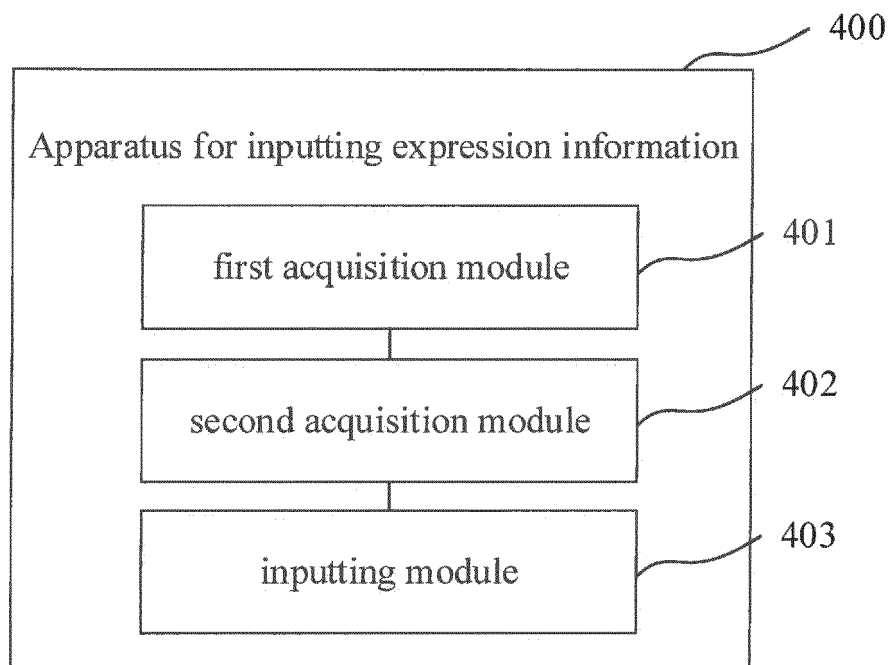 400
Apparatus for inputting expression information
first acquisition module
401
second acquisition module
402
inputting module
403